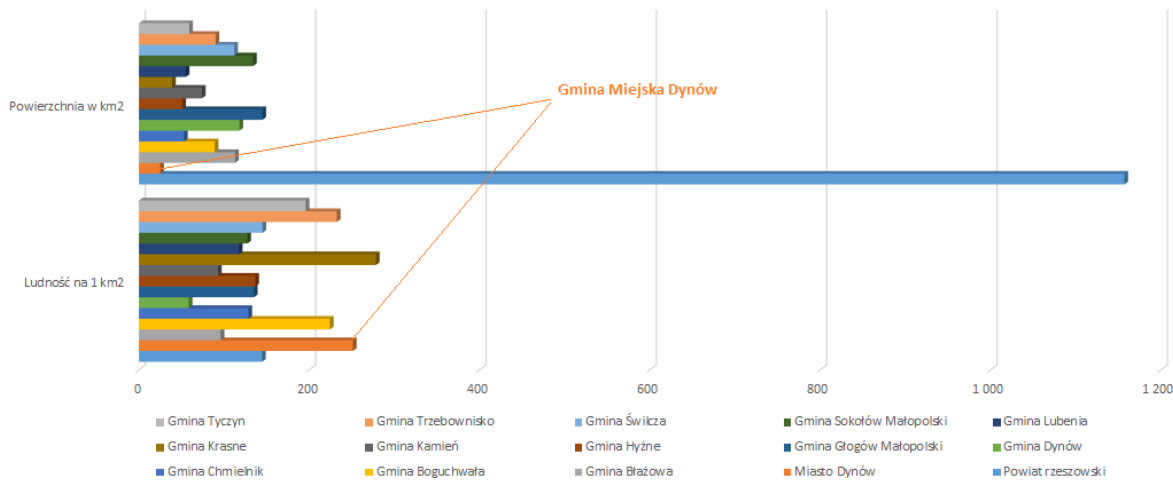 Gmina Miejska Dynów
Powierzchnia w km2
Ludność na 1 km2
0 200 400 600 800 1 000 1 200
Gmina Tyczyn Gmina Trzebownisko Gmina Świlcza Gmina Sokołów Małopolski Gmina Lubenia
Gmina Krasne Gmina Kamień Gmina Hyżne Gmina Głogów Małopolski Gmina Dynów
Gmina Chmielnik Gmina Boguchwała Gmina Błażowa Miasto Dynów Powiat rzeszowski